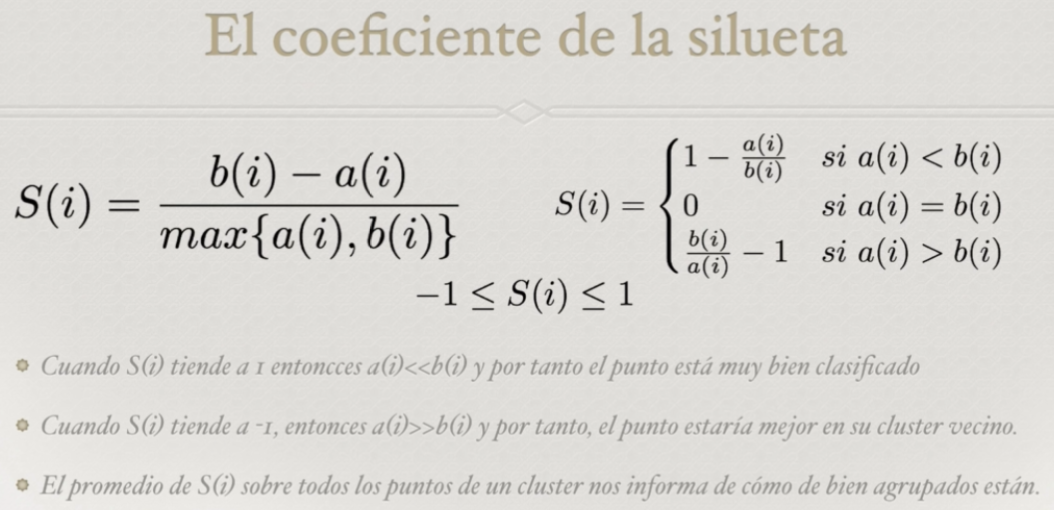 El coeficiente de la silueta
S(i) = \frac{b(i) - a(i)}{max\{a(i), b(i)\}}
S(i) = \begin{cases} 1 - \frac{a(i)}{b(i)} & si\ a(i) < b(i) \\ 0 & si\ a(i) = b(i) \\ \frac{b(i)}{a(i)} - 1 & si\ a(i) > b(i) \end{cases}
−1 ≤ S(i) ≤ 1
Cuando S(i) tiende a 1 entoncces a(i)<<b(i) y por tanto el punto está muy bien clasificado
Cuando S(i) tiende a -1, entonces a(i)>>b(i) y por tanto, el punto estaría mejor en su cluster vecino.
El promedio de S(i) sobre todos los puntos de un cluster nos informa de cómo de bien agrupados están.